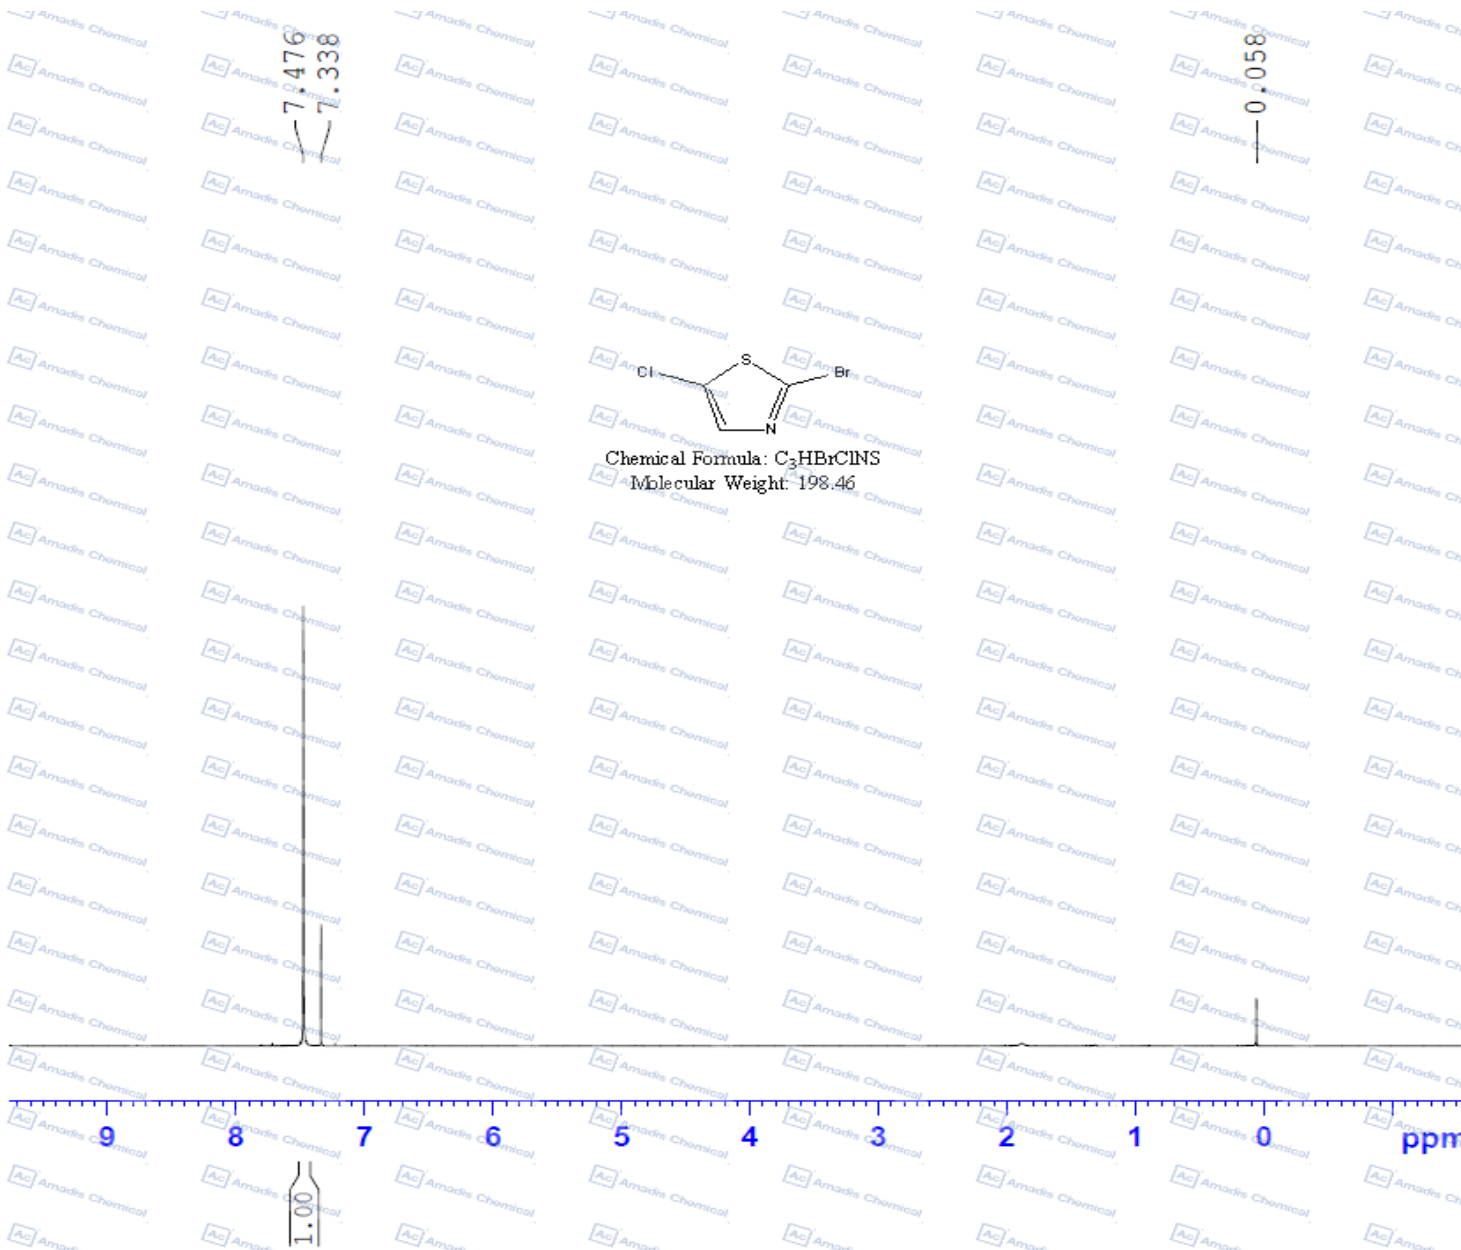 7.476
7.338
0.058
S
Cl
Br
N
Chemical Formula: C₃HBrClNS
Molecular Weight: 198.46
9 8 7 6 5 4 3 2 1 0 ppm
1.00
Ac Amadis Chemical